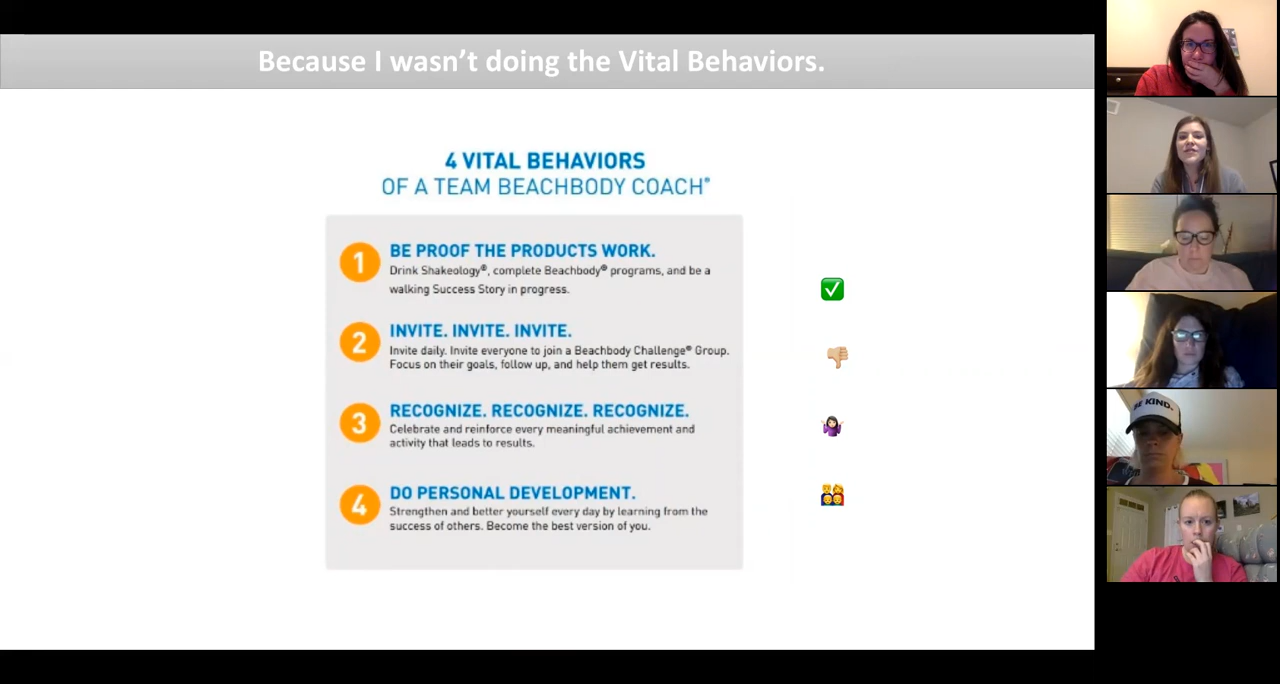 Because I wasn’t doing the Vital Behaviors.
4 VITAL BEHAVIORS
OF A TEAM BEACHBODY COACH®
1
BE PROOF THE PRODUCTS WORK.
Drink Shakeology®, complete Beachbody® programs, and be a
walking Success Story in progress.
2
INVITE. INVITE. INVITE.
Invite daily. Invite everyone to join a Beachbody Challenge® Group.
Focus on their goals, follow up, and help them get results.
3
RECOGNIZE. RECOGNIZE. RECOGNIZE.
Celebrate and reinforce every meaningful achievement and
activity that leads to results.
4
DO PERSONAL DEVELOPMENT.
Strengthen and better yourself every day by learning from the
success of others. Become the best version of you.
BE KIND.